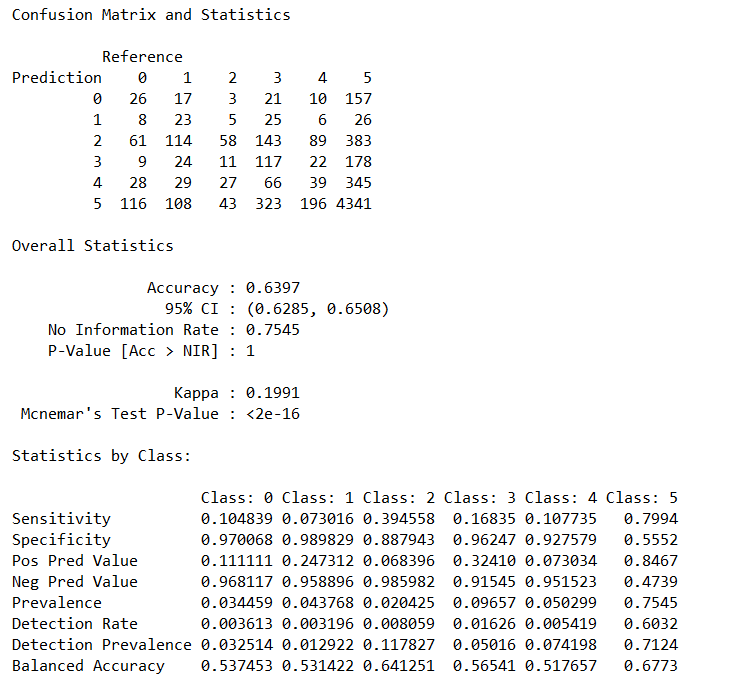 Confusion Matrix and Statistics
          Reference
Prediction    0    1    2    3    4    5
         0   26   17    3   21   10  157
         1    8   23    5   25    6   26
         2   61  114   58  143   89  383
         3    9   24   11  117   22  178
         4   28   29   27   66   39  345
         5  116  108   43  323  196 4341
Overall Statistics
               Accuracy : 0.6397
                 95% CI : (0.6285, 0.6508)
    No Information Rate : 0.7545
    P-Value [Acc > NIR] : 1
                  Kappa : 0.1991
 Mcnemar's Test P-Value : <2e-16
Statistics by Class:
                     Class: 0 Class: 1 Class: 2 Class: 3 Class: 4 Class: 5
Sensitivity          0.104839 0.073016 0.394558  0.16835 0.107735   0.7994
Specificity          0.970068 0.989829 0.887943  0.96247 0.927579   0.5552
Pos Pred Value       0.111111 0.247312 0.068396  0.32410 0.073034   0.8467
Neg Pred Value       0.968117 0.958896 0.985982  0.91545 0.951523   0.4739
Prevalence           0.034459 0.043768 0.020425  0.09657 0.050299   0.7545
Detection Rate       0.003613 0.003196 0.008059  0.01626 0.005419   0.6032
Detection Prevalence 0.032514 0.012922 0.117827  0.05016 0.074198   0.7124
Balanced Accuracy    0.537453 0.531422 0.641251  0.56541 0.517657   0.6773